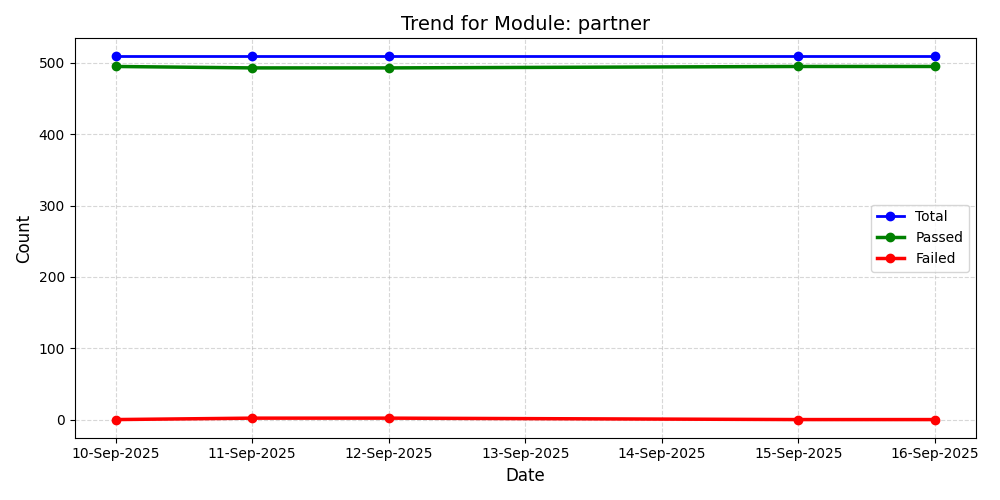 Trend for Module: partner
Count
500
400
300
200
100
0
Total
Passed
Failed
10-Sep-2025 11-Sep-2025 12-Sep-2025 13-Sep-2025 14-Sep-2025 15-Sep-2025 16-Sep-2025
Date